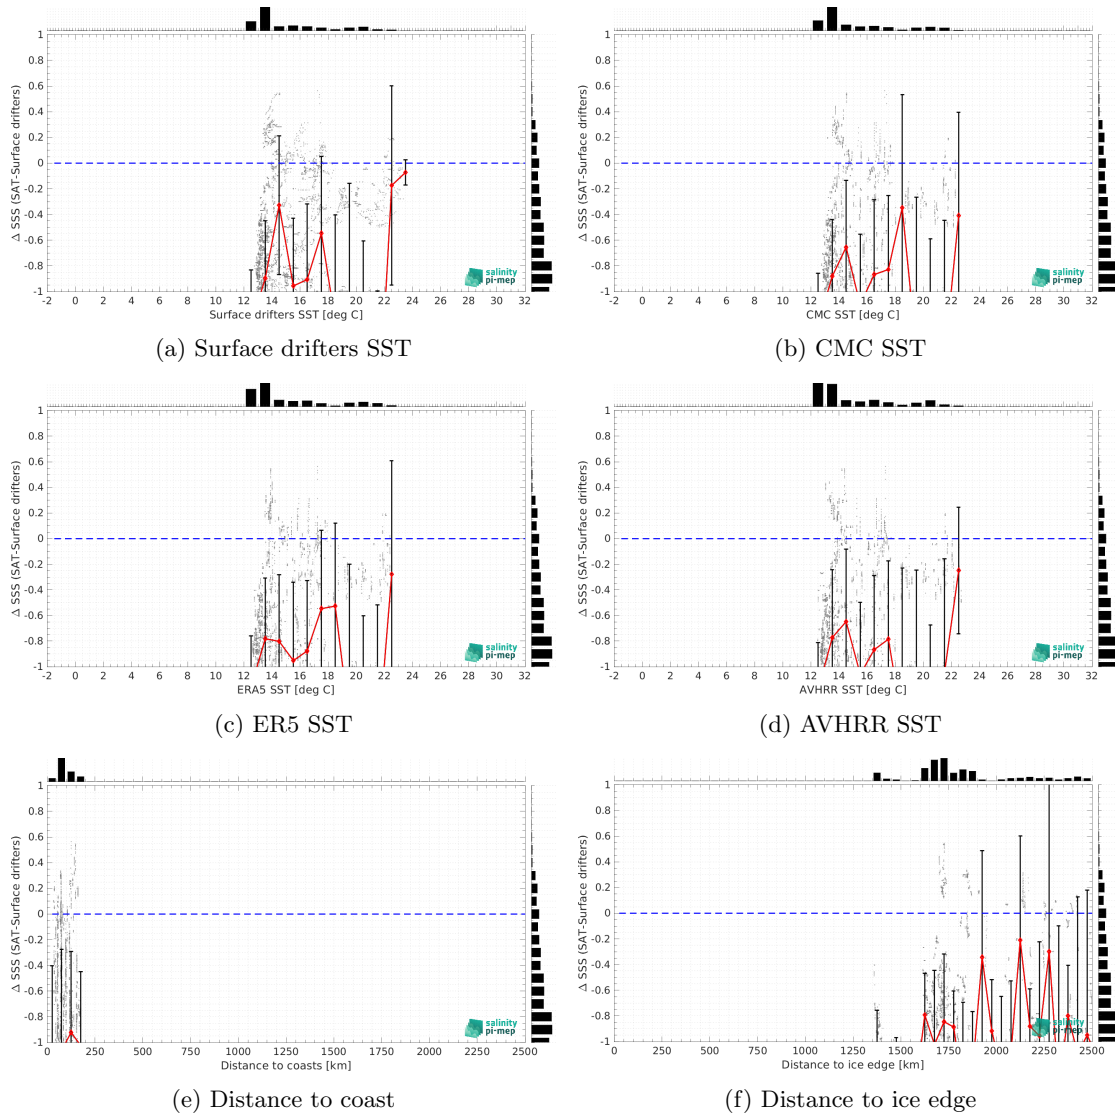 1
0.8
0.6
0.4
0.2
0
-0.2
-0.4
-0.6
-0.8
-1
Δ SSS (SAT-Surface drifters)
salinity
pi-mep
-2 0 2 4 6 8 10 12 14 16 18 20 22 24 26 28 30 32
Surface drifters SST [deg C]
(a) Surface drifters SST
1
0.8
0.6
0.4
0.2
0
-0.2
-0.4
-0.6
-0.8
-1
Δ SSS (SAT-Surface drifters)
salinity
pi-mep
-2 0 2 4 6 8 10 12 14 16 18 20 22 24 26 28 30 32
CMC SST [deg C]
(b) CMC SST
1
0.8
0.6
0.4
0.2
0
-0.2
-0.4
-0.6
-0.8
-1
Δ SSS (SAT-Surface drifters)
salinity
pi-mep
-2 0 2 4 6 8 10 12 14 16 18 20 22 24 26 28 30 32
ERA5 SST [deg C]
(c) ER5 SST
1
0.8
0.6
0.4
0.2
0
-0.2
-0.4
-0.6
-0.8
-1
Δ SSS (SAT-Surface drifters)
salinity
pi-mep
-2 0 2 4 6 8 10 12 14 16 18 20 22 24 26 28 30 32
AVHRR SST [deg C]
(d) AVHRR SST
1
0.8
0.6
0.4
0.2
0
-0.2
-0.4
-0.6
-0.8
-1
Δ SSS (SAT-Surface drifters)
salinity
pi-mep
0 250 500 750 1000 1250 1500 1750 2000 2250 2500
Distance to coasts [km]
(e) Distance to coast
1
0.8
0.6
0.4
0.2
0
-0.2
-0.4
-0.6
-0.8
-1
Δ SSS (SAT-Surface drifters)
salinity
pi-mep
0 250 500 750 1000 1250 1500 1750 2000 2250 2500
Distance to ice edge [km]
(f) Distance to ice edge